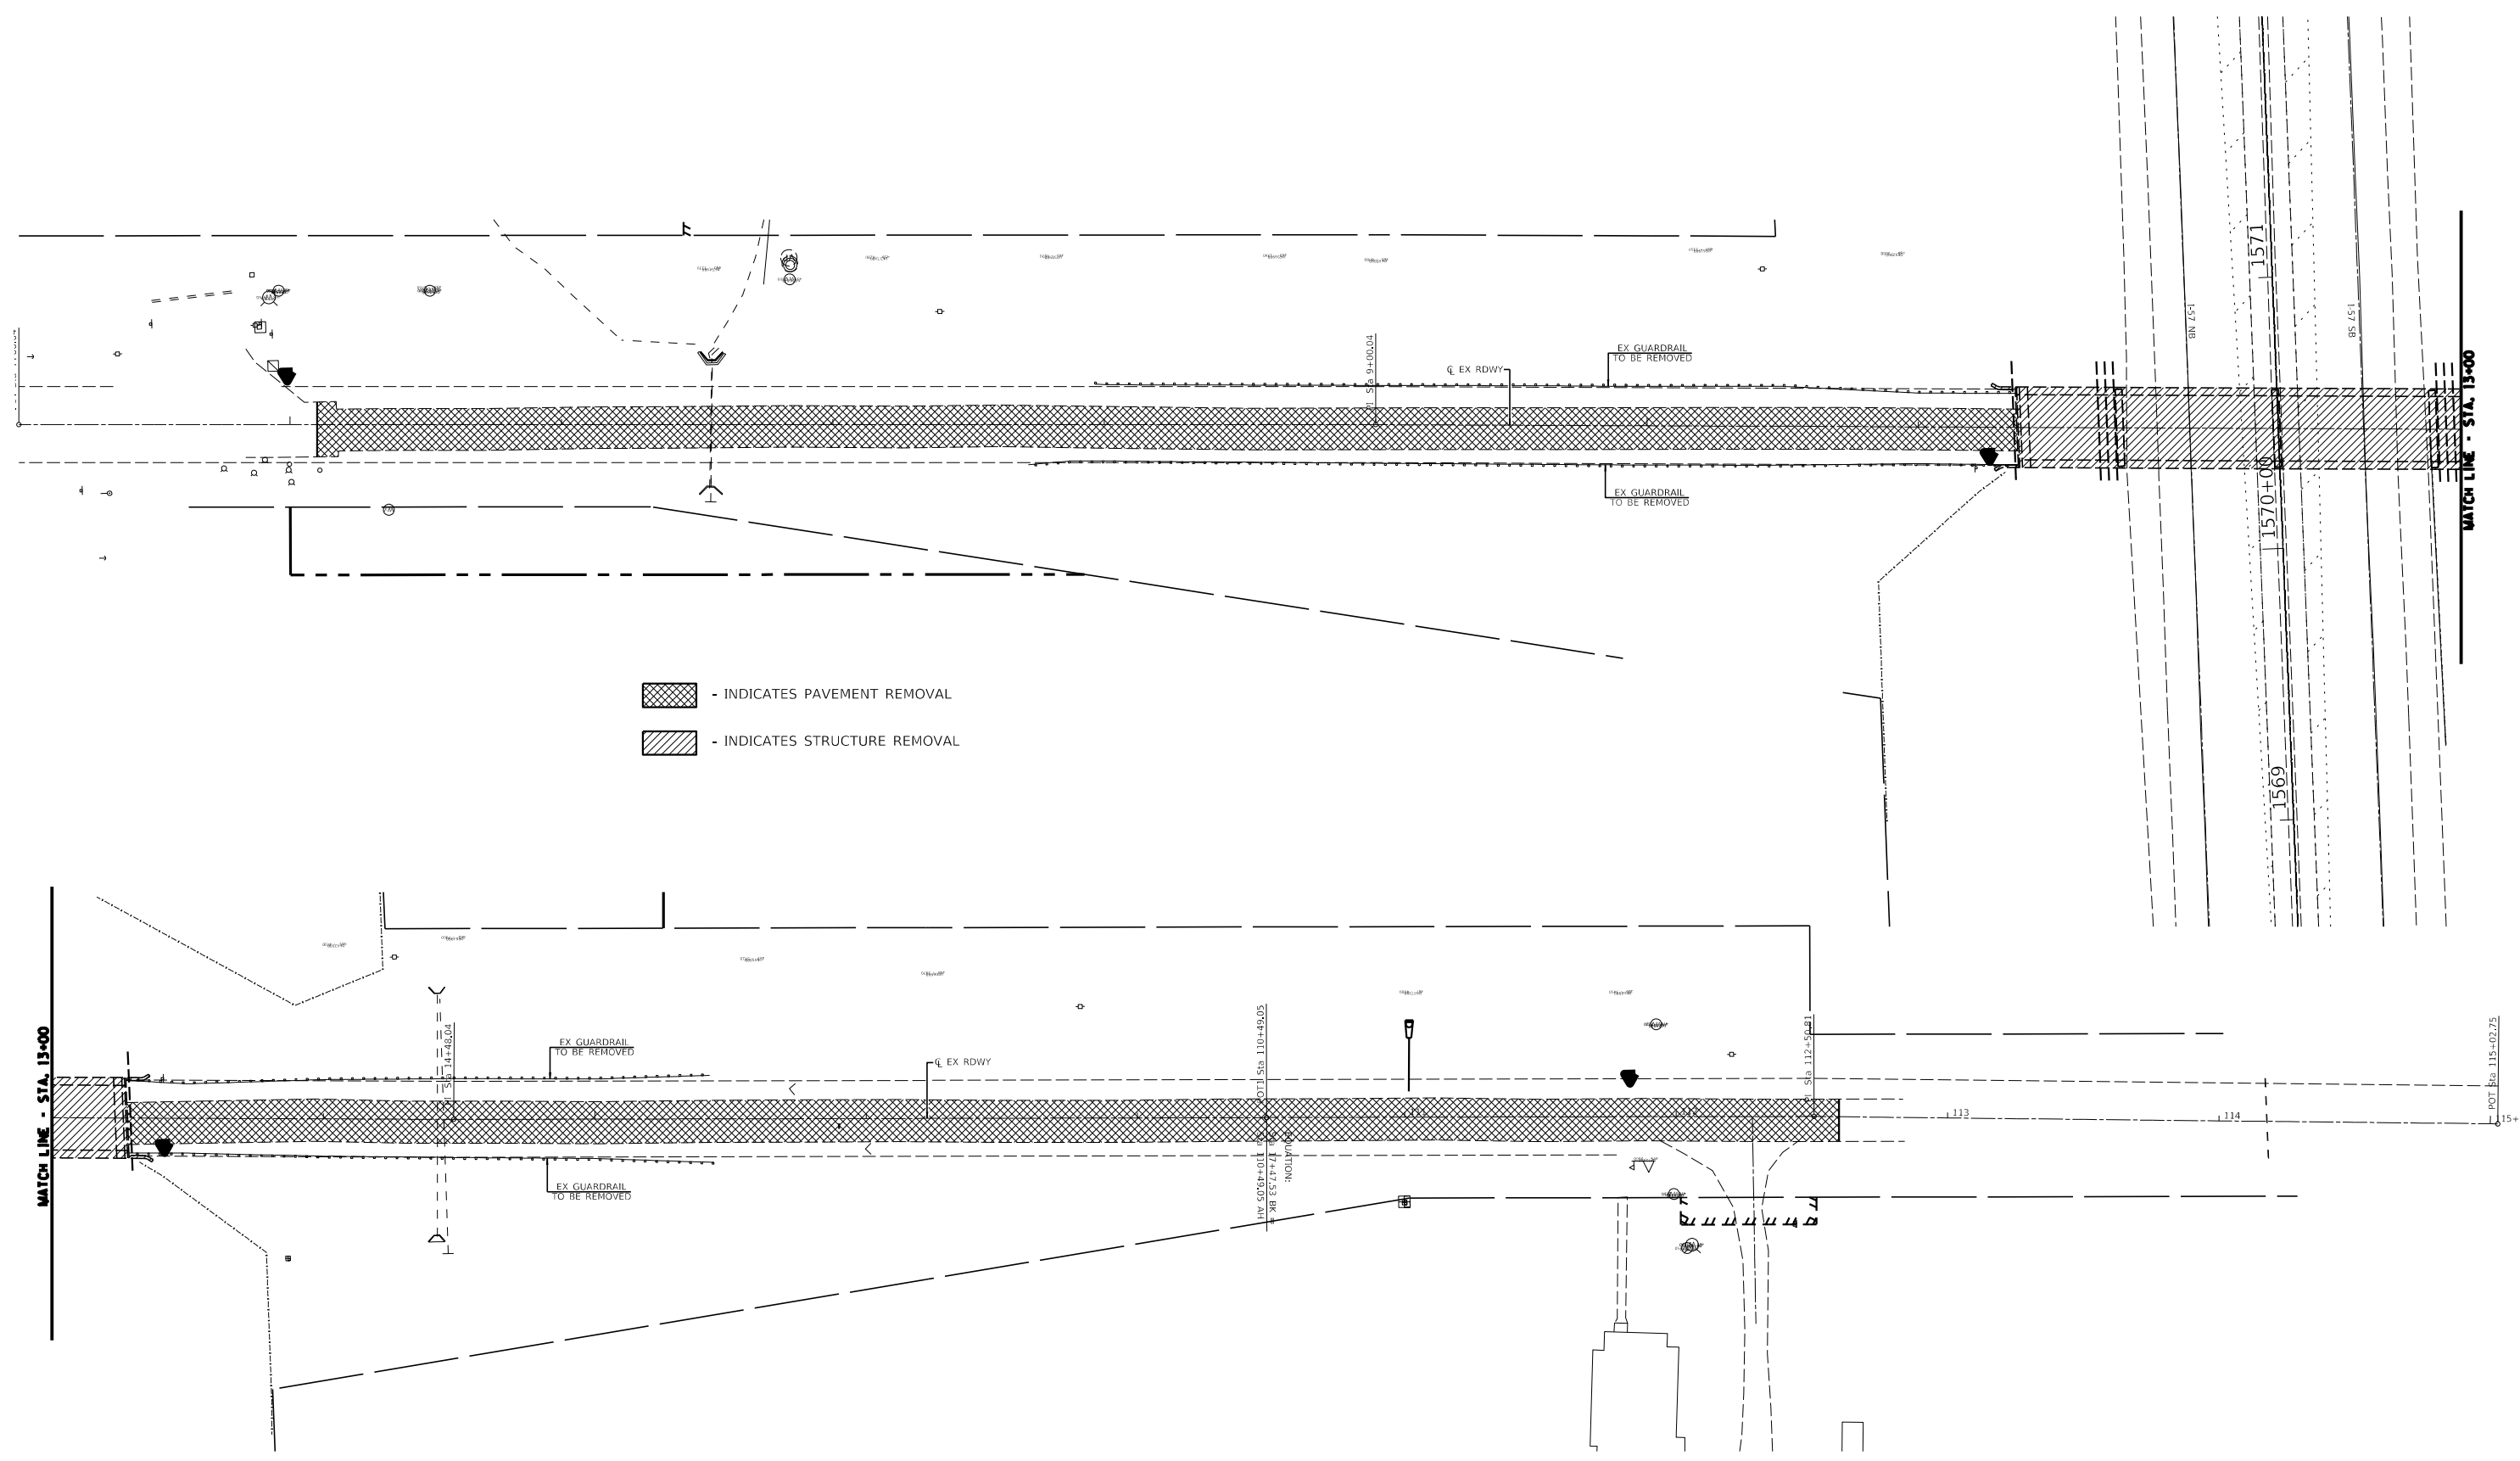 1571
I-57 NB
I-57 SB
PI Sta 9+00.04
EX GUARDRAIL
TO BE REMOVED
℄ EX RDWY
MATCH LINE - STA. 13+00
1570+00
EX GUARDRAIL
TO BE REMOVED
- INDICATES PAVEMENT REMOVAL
- INDICATES STRUCTURE REMOVAL
1569
MATCH LINE - STA. 13+00
PI Sta 14+48.04
EX GUARDRAIL
TO BE REMOVED
℄ EX RDWY
Sta 110+49.05
PI Sta 112+50.81
POT Sta 115+02.75
111
112
113
114
115+
EX GUARDRAIL
TO BE REMOVED
EQUATION:
Sta 17+47.53 BK =
Sta 110+49.05 AH